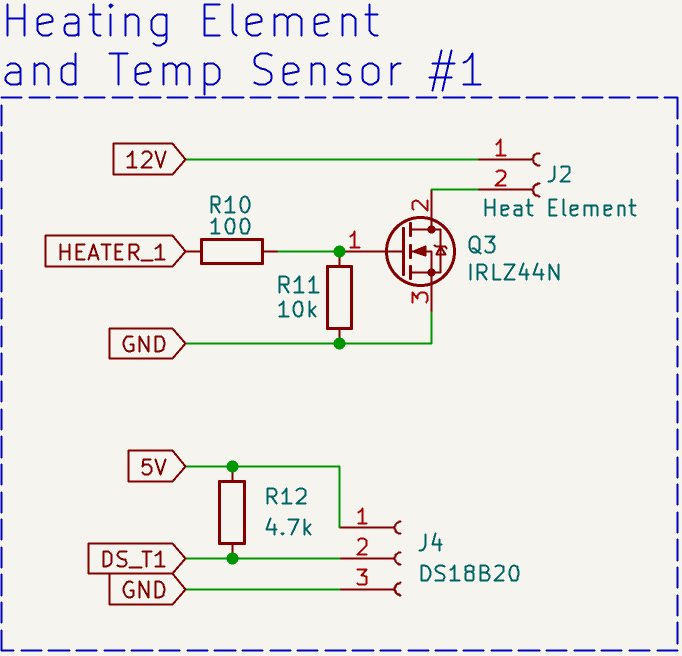 Heating Element
and Temp Sensor #1
12V
1
2
J2
Heat Element
HEATER_1
R10
100
1
2
Q3
IRLZ44N
3
R11
10k
GND
5V
R12
4.7k
1
2
3
J4
DS18B20
DS_T1
GND